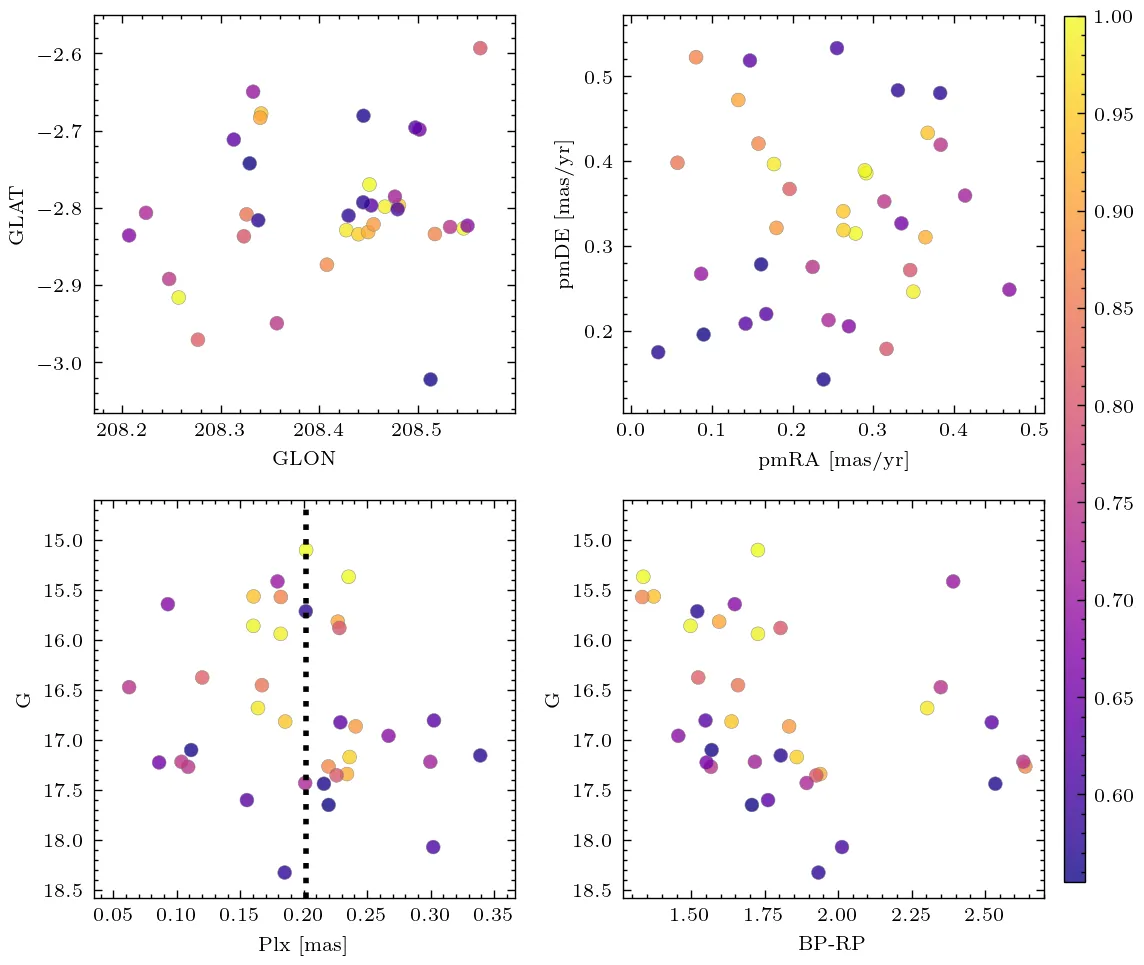 −2.6
−2.7
−2.8
−2.9
−3.0
GLAT
208.2 208.3 208.4 208.5
GLON
0.5
0.4
0.3
0.2
pmDE [mas/yr]
0.0 0.1 0.2 0.3 0.4 0.5
pmRA [mas/yr]
15.0
15.5
16.0
16.5
17.0
17.5
18.0
18.5
G
0.05 0.10 0.15 0.20 0.25 0.30 0.35
Plx [mas]
15.0
15.5
16.0
16.5
17.0
17.5
18.0
18.5
G
1.50 1.75 2.00 2.25 2.50
BP-RP
1.00
0.95
0.90
0.85
0.80
0.75
0.70
0.65
0.60